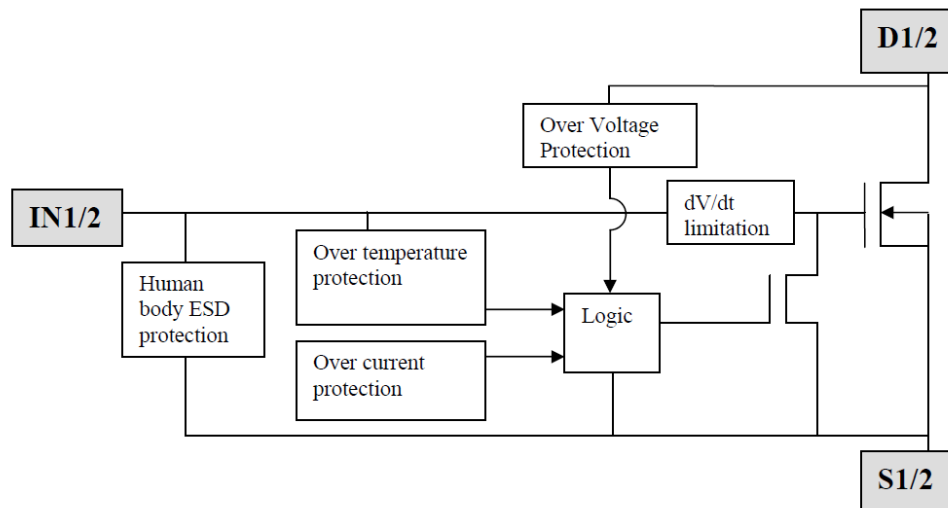 D1/2
Over Voltage
Protection
IN1/2
dV/dt
limitation
Over temperature
protection
Human
body ESD
protection
Logic
Over current
protection
S1/2